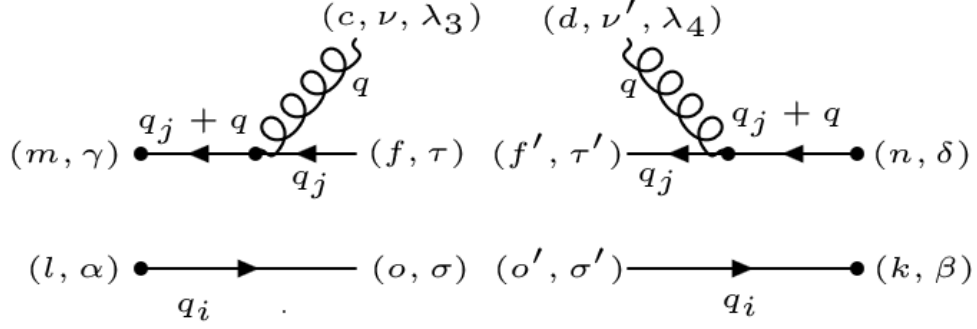 (c, ν, λ₃) (d, ν′, λ₄)
q q
q_j + q q_j + q
(m, γ) (f, τ) (f′, τ′) (n, δ)
q_j q_j
(l, α) (o, σ) (o′, σ′) (k, β)
q_i . q_i